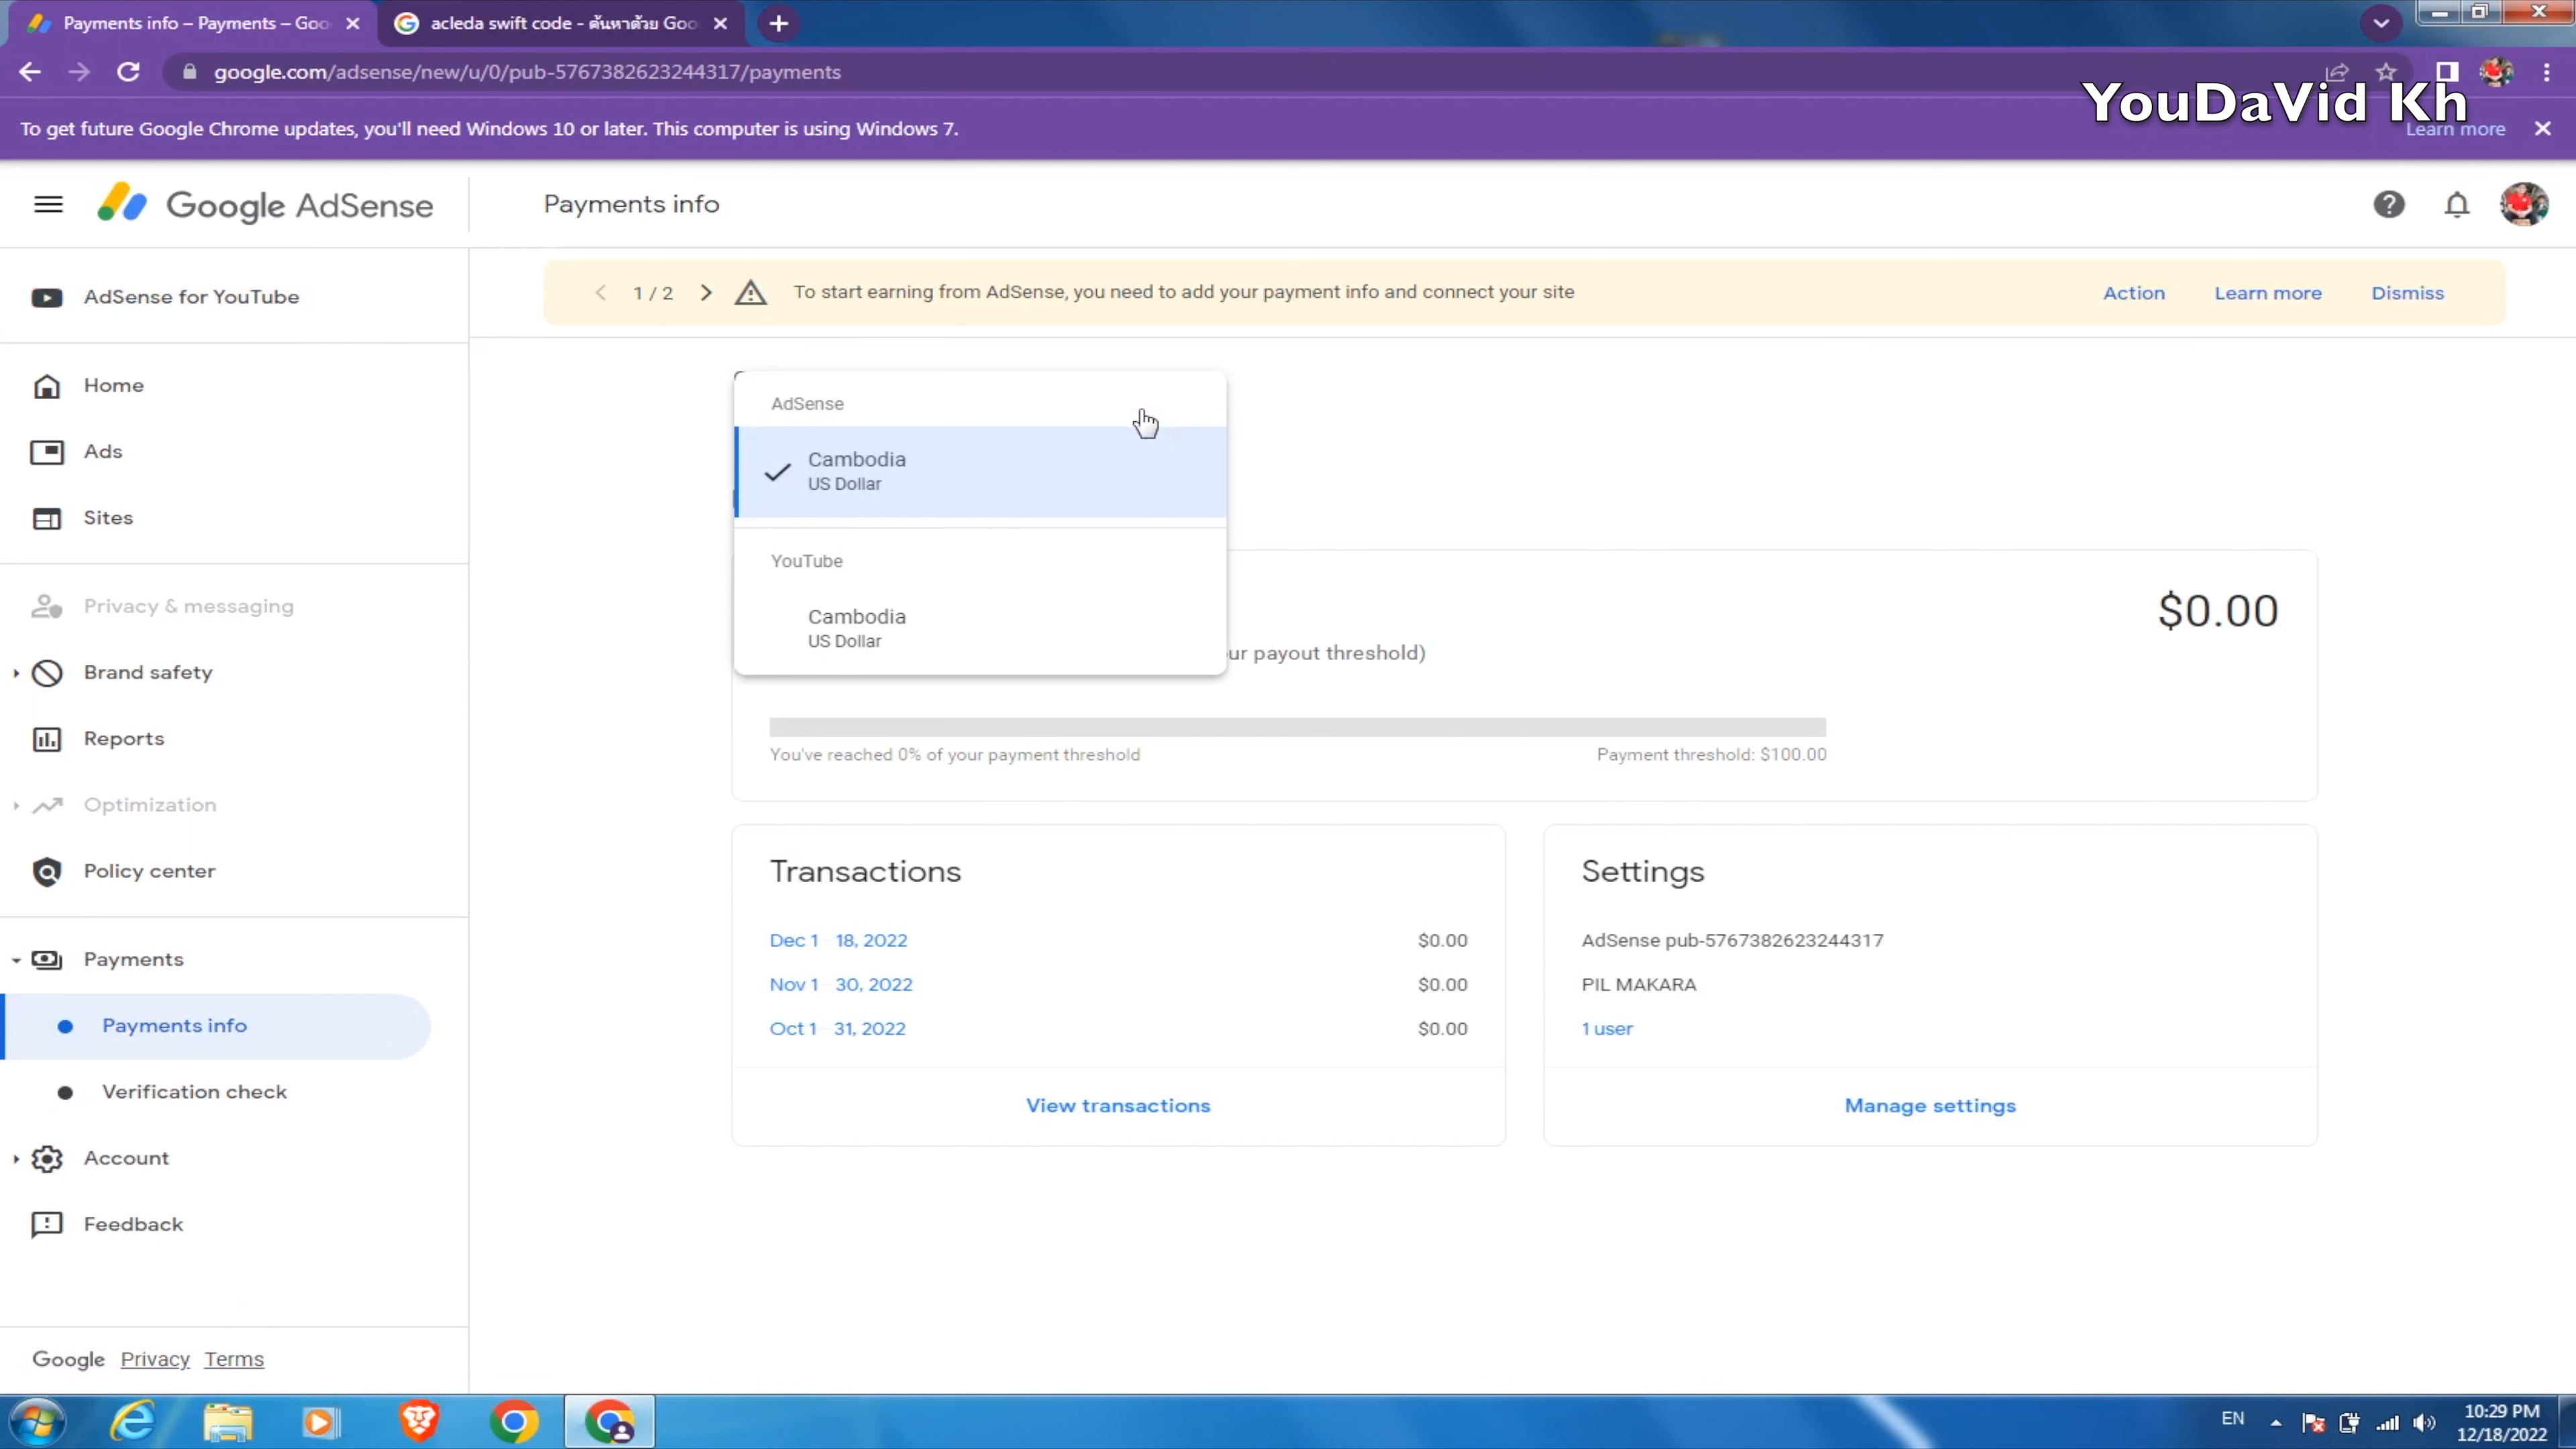 Payments info – Payments – Goo
acleda swift code - ค้นหาด้วย Goo
google.com/adsense/new/u/0/pub-5767382623244317/payments
YouDaVid Kh
To get future Google Chrome updates, you'll need Windows 10 or later. This computer is using Windows 7.
Learn more
Google AdSense
Payments info
AdSense for YouTube
1 / 2
To start earning from AdSense, you need to add your payment info and connect your site
Action
Learn more
Dismiss
Home
Ads
Sites
Privacy & messaging
Brand safety
Reports
Optimization
Policy center
Payments
Payments info
Verification check
Account
Feedback
Google Privacy Terms
AdSense
Cambodia
US Dollar
YouTube
Cambodia
US Dollar
$0.00
ur payout threshold)
You've reached 0% of your payment threshold
Payment threshold: $100.00
Transactions
Dec 1 18, 2022 $0.00
Nov 1 30, 2022 $0.00
Oct 1 31, 2022 $0.00
View transactions
Settings
AdSense pub-5767382623244317
PIL MAKARA
1 user
Manage settings
EN
10:29 PM
12/18/2022